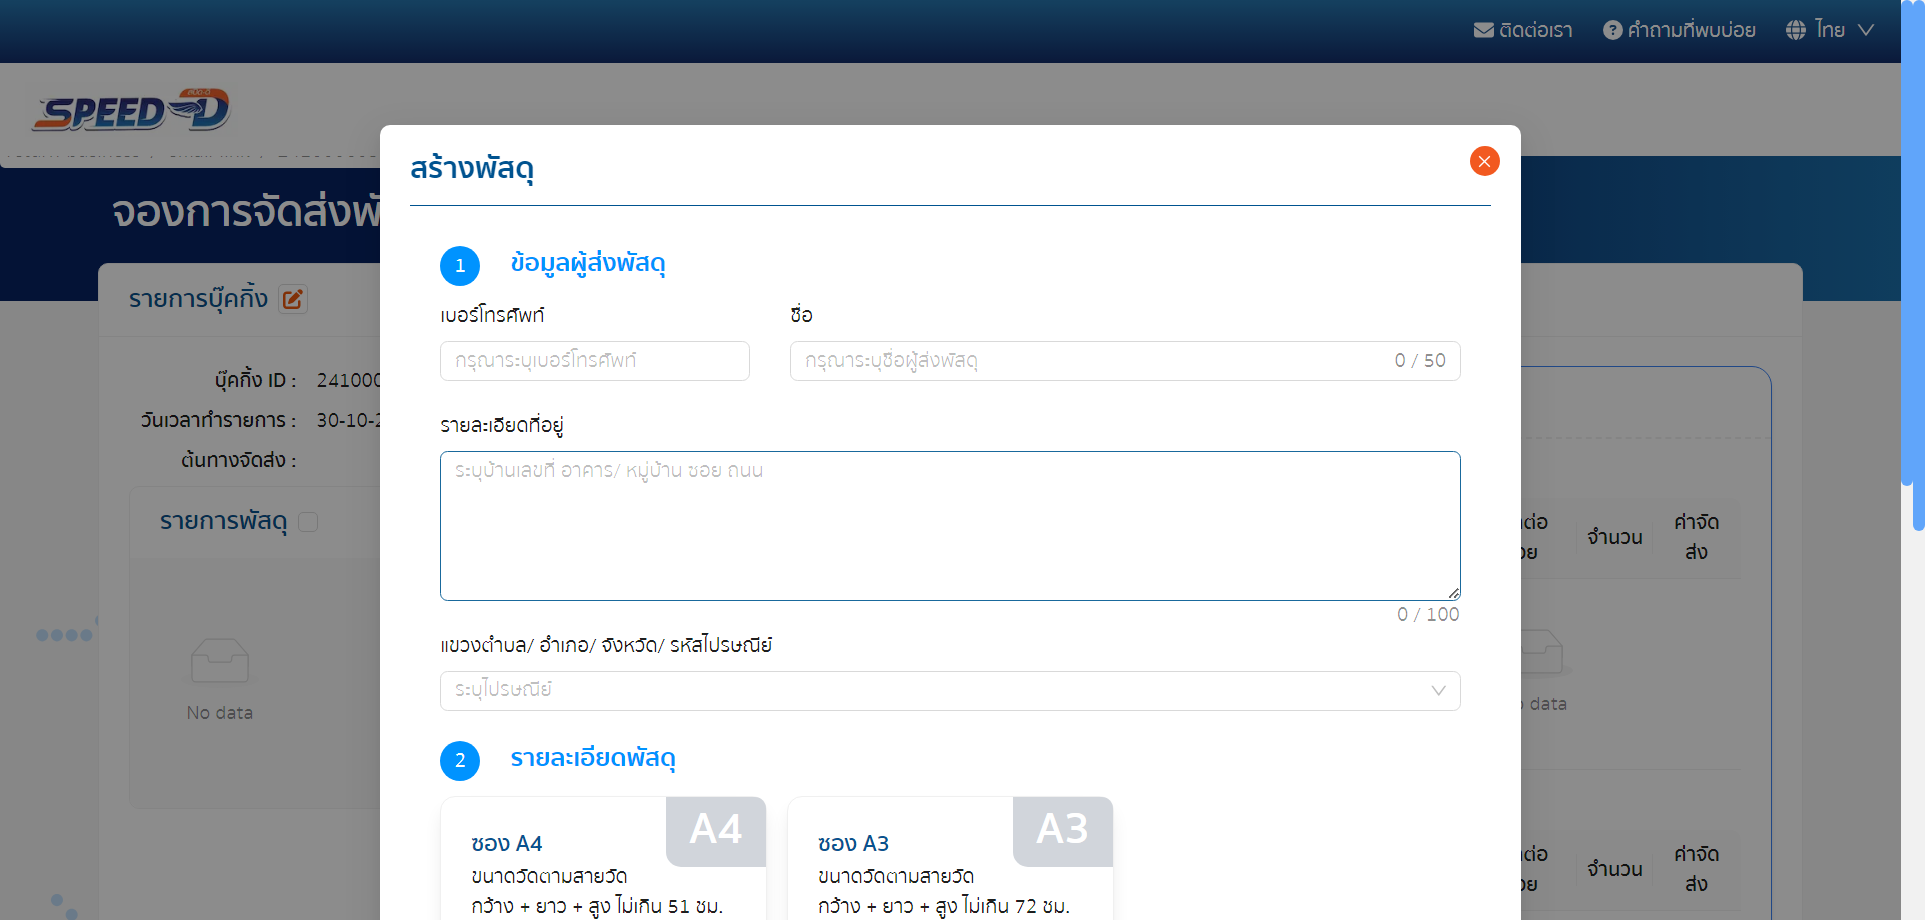 ติดต่อเรา
คำถามที่พบบ่อย
ไทย
SPEED-D
สร้างพัสดุ
จองการจัดส่งพั
1 ข้อมูลผู้ส่งพัสดุ
รายการบุ๊คกิ้ง
เบอร์โทรศัพท์
ชื่อ
กรุณาระบุเบอร์โทรศัพท์
กรุณาระบุชื่อผู้ส่งพัสดุ
0 / 50
บุ๊คกิ้ง ID : 241000
วันเวลาทำรายการ : 30-10-2
ต้นทางจัดส่ง :
รายละเอียดที่อยู่
ระบุบ้านเลขที่ อาคาร/ หมู่บ้าน ซอย ถนน
0 / 100
รายการพัสดุ
No data
แขวงตำบล/ อำเภอ/ จังหวัด/ รหัสไปรษณีย์
ระบุไปรษณีย์
2 รายละเอียดพัสดุ
ซอง A4
A4
ขนาดวัดตามสายวัด
กว้าง + ยาว + สูง ไม่เกิน 51 ซม.
ซอง A3
A3
ขนาดวัดตามสายวัด
กว้าง + ยาว + สูง ไม่เกิน 72 ซม.
จำนวน
ค่าจัด
ส่ง
data
จำนวน
ค่าจัด
ส่ง